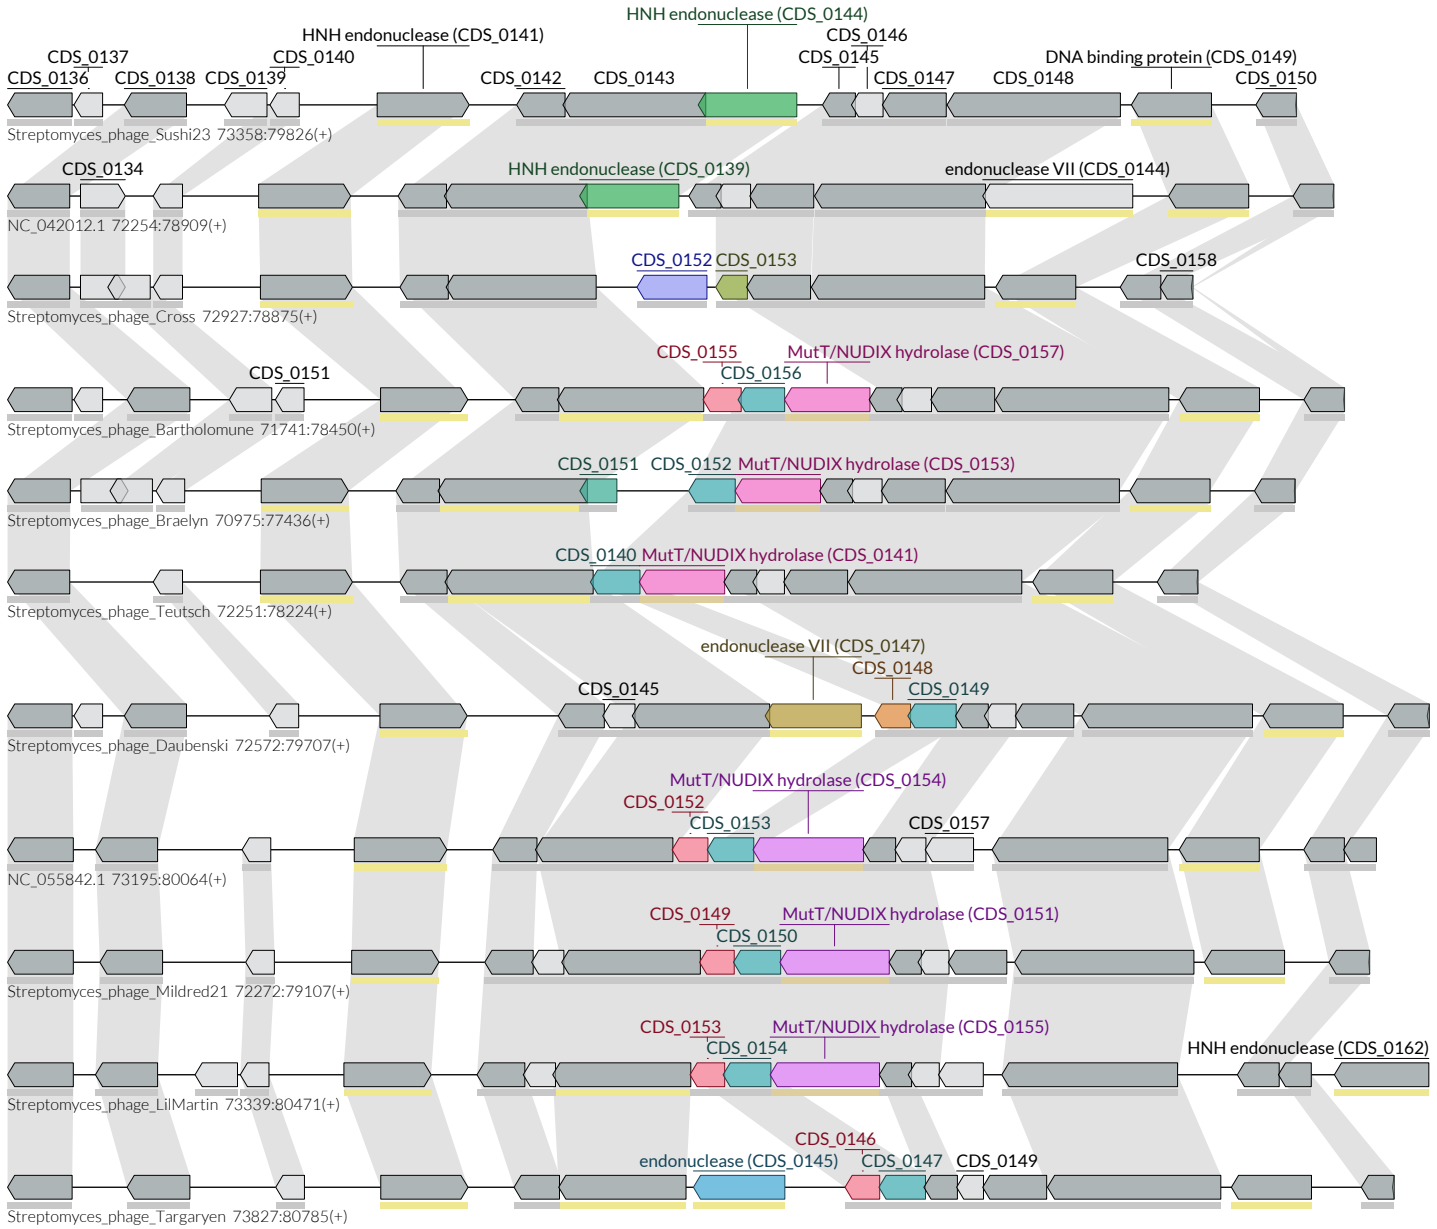 HNH endonuclease (CDS_0144)
HNH endonuclease (CDS_0141)
CDS_0146
CDS_0137
CDS_0140
CDS_0145
DNA binding protein (CDS_0149)
CDS_0136
CDS_0138
CDS_0139
CDS_0142
CDS_0143
CDS_0147
CDS_0148
CDS_0150
Streptomyces_phage_Sushi23 73358:79826(+)
CDS_0134
HNH endonuclease (CDS_0139)
endonuclease VII (CDS_0144)
NC_042012.1 72254:78909(+)
CDS_0152
CDS_0153
CDS_0158
Streptomyces_phage_Cross 72927:78875(+)
CDS_0155
MutT/NUDIX hydrolase (CDS_0157)
CDS_0151
CDS_0156
Streptomyces_phage_Bartholomune 71741:78450(+)
CDS_0151
CDS_0152
MutT/NUDIX hydrolase (CDS_0153)
Streptomyces_phage_Braelyn 70975:77436(+)
CDS_0140
MutT/NUDIX hydrolase (CDS_0141)
Streptomyces_phage_Teutsch 72251:78224(+)
endonuclease VII (CDS_0147)
CDS_0148
CDS_0145
CDS_0149
Streptomyces_phage_Daubenski 72572:79707(+)
MutT/NUDIX hydrolase (CDS_0154)
CDS_0152
CDS_0153
CDS_0157
NC_055842.1 73195:80064(+)
CDS_0149
MutT/NUDIX hydrolase (CDS_0151)
CDS_0150
Streptomyces_phage_Mildred21 72272:79107(+)
CDS_0153
MutT/NUDIX hydrolase (CDS_0155)
CDS_0154
HNH endonuclease (CDS_0162)
Streptomyces_phage_LilMartin 73339:80471(+)
CDS_0146
endonuclease (CDS_0145)
CDS_0147
CDS_0149
Streptomyces_phage_Targaryen 73827:80785(+)